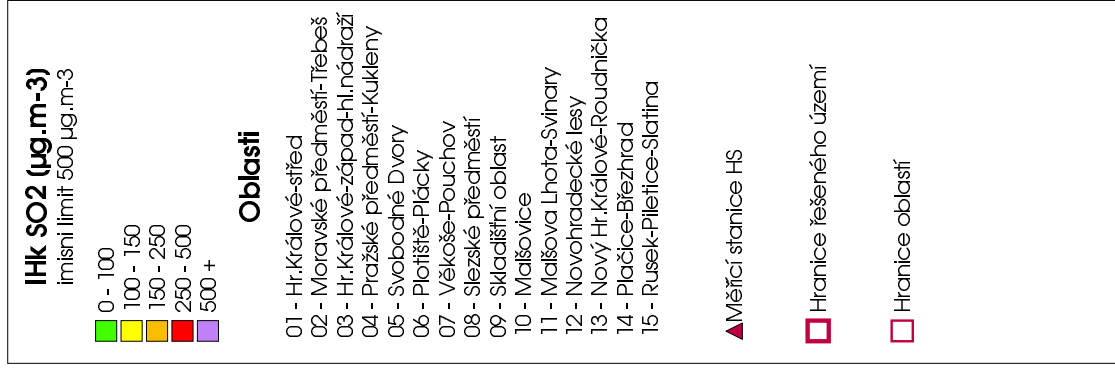 IHk SO2 (µg.m-3)
imisni limit 500 µg.m-3
0 - 100
100 - 150
150 - 250
250 - 500
500 +
Oblasti
01 - Hr.Králové-střed
02 - Moravské předměstí-Třebeš
03 - Hr.Králové-západ-hl.nádraží
04 - Pražské předměstí-Kukleny
05 - Svobodné Dvory
06 - Plotiště-Plácky
07 - Věkoše-Pouchov
08 - Slezské předměstí
09 - Skladištní oblast
10 - Malšovice
11 - Malšova Lhota-Svinary
12 - Novohradecké lesy
13 - Nový Hr.Králové-Roudnička
14 - Plačice-Březhrad
15 - Rusek-Piletice-Slatina
Měřící stanice HS
Hranice řešeného území
Hranice oblastí